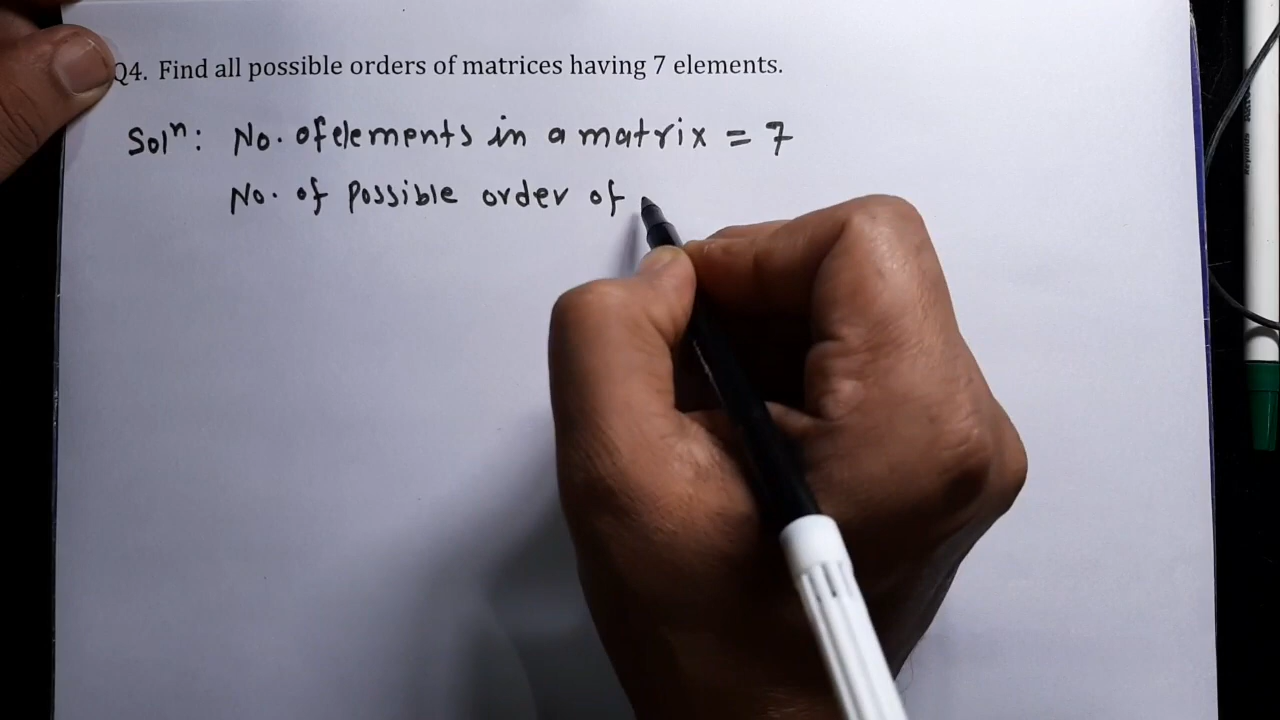 Q4. Find all possible orders of matrices having 7 elements.
Solⁿ: No. of elements in a matrix = 7
No. of possible order of